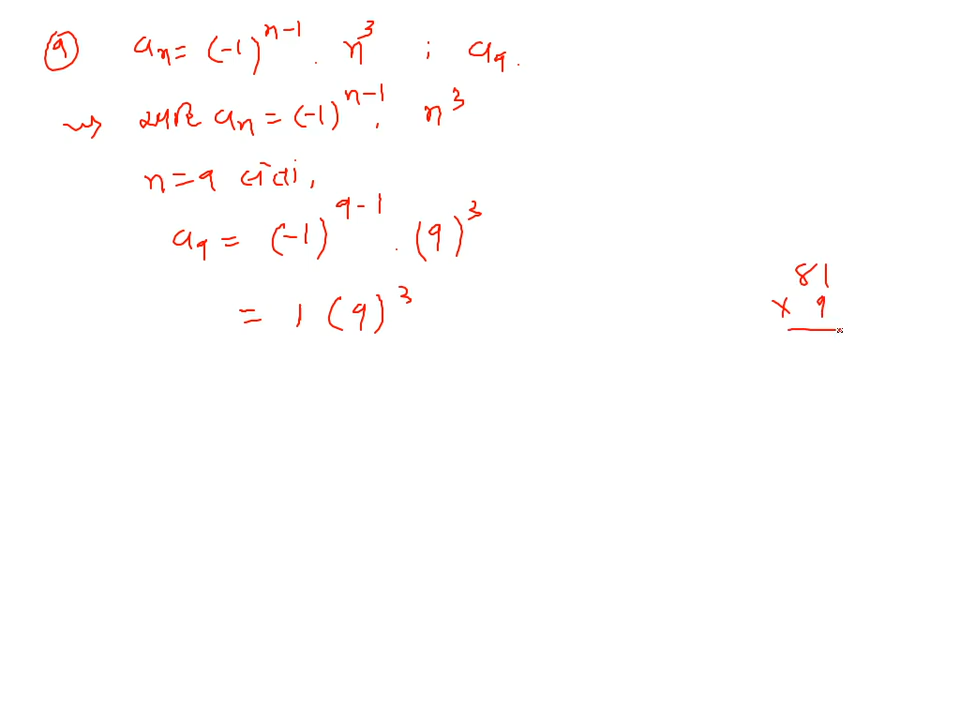 (9) aₙ = (-1)ⁿ⁻¹ . n³ ; a₉.
⇝ અહીં aₙ = (-1)ⁿ⁻¹ . n³
n = 9 લેતાં,
a₉ = (-1)⁹⁻¹ . (9)³
= 1 (9)³
81
× 9